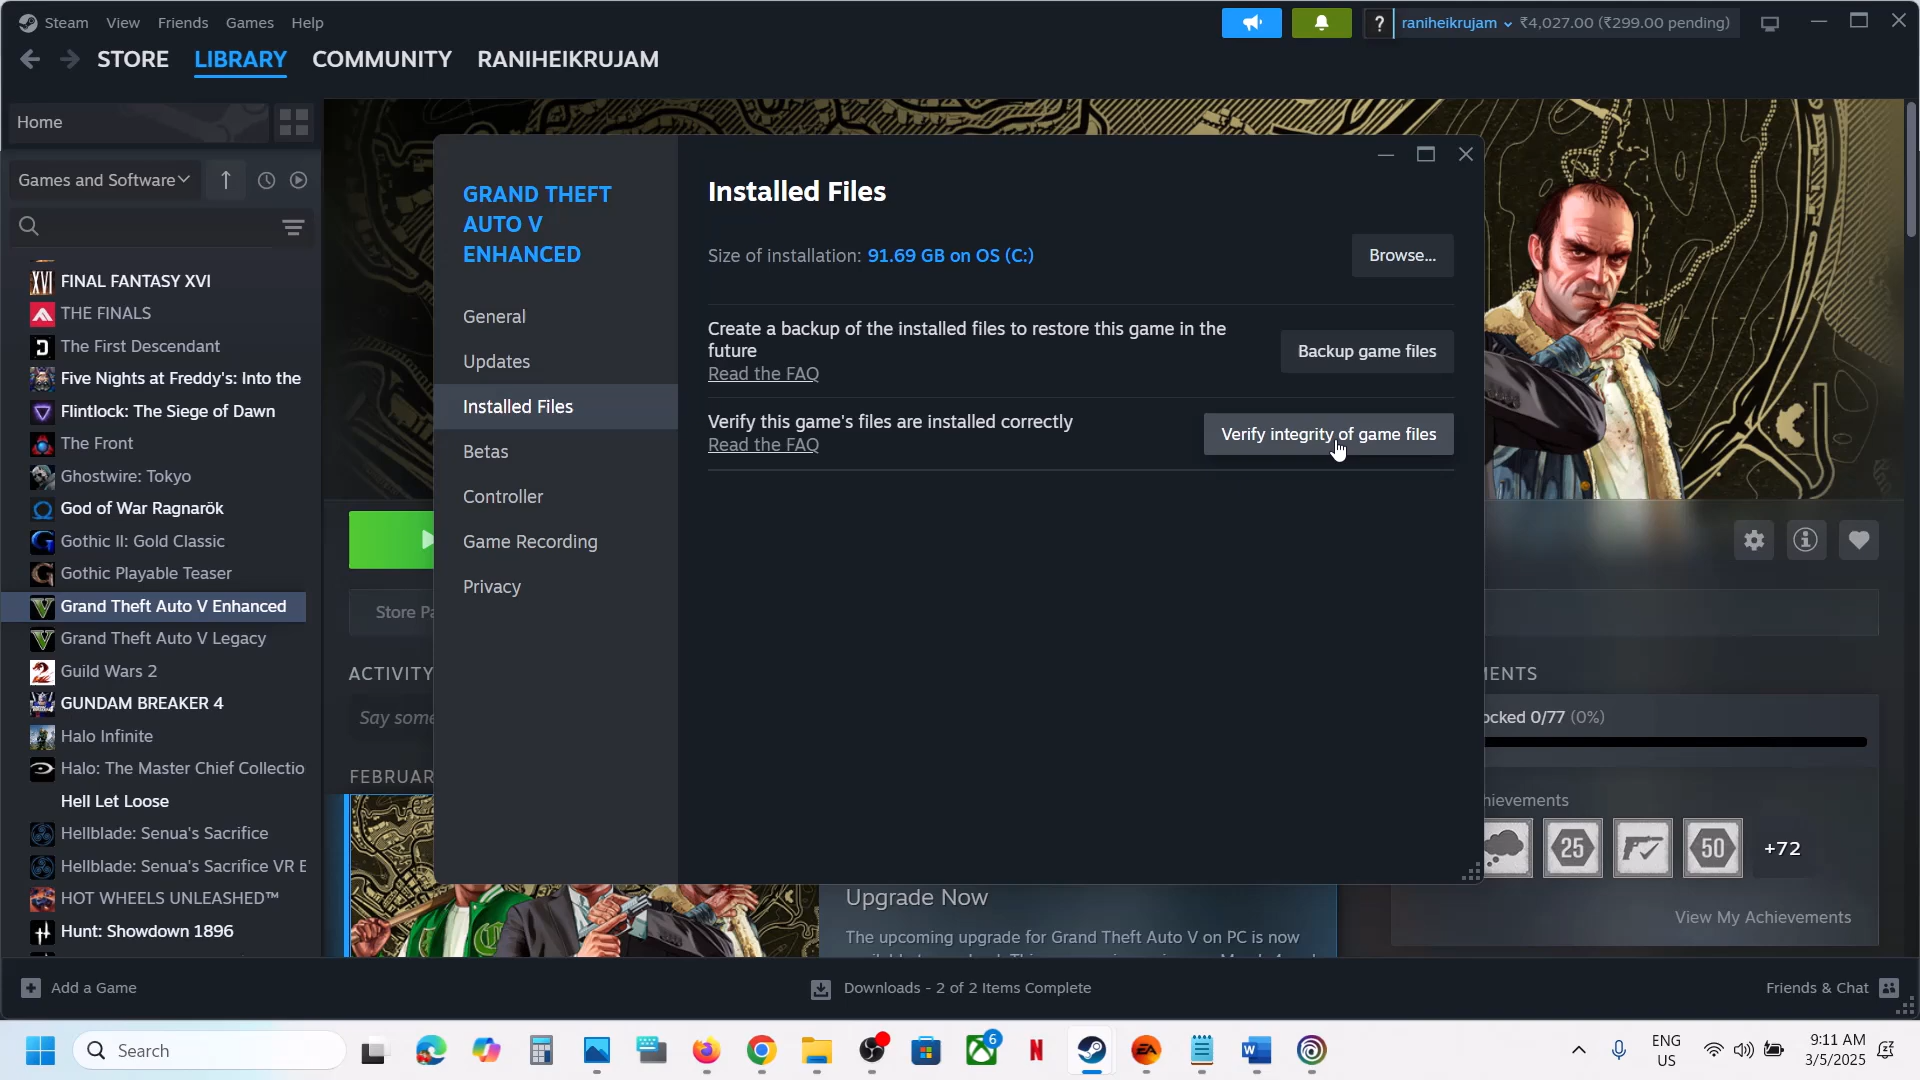 Steam View Friends Games Help
? raniheikrujam ₹4,027.00 (₹299.00 pending)
STORE LIBRARY COMMUNITY RANIHEIKRUJAM
Home
Games and Software
FINAL FANTASY XVI
THE FINALS
The First Descendant
Five Nights at Freddy's: Into the
Flintlock: The Siege of Dawn
The Front
Ghostwire: Tokyo
God of War Ragnarök
Gothic II: Gold Classic
Gothic Playable Teaser
Grand Theft Auto V Enhanced
Grand Theft Auto V Legacy
Guild Wars 2
GUNDAM BREAKER 4
Halo Infinite
Halo: The Master Chief Collectio
Hell Let Loose
Hellblade: Senua's Sacrifice
Hellblade: Senua's Sacrifice VR E
HOT WHEELS UNLEASHED™
Hunt: Showdown 1896
GRAND THEFT
AUTO V
ENHANCED
General
Updates
Installed Files
Betas
Controller
Game Recording
Privacy
Installed Files
Size of installation: 91.69 GB on OS (C:)
Browse...
Create a backup of the installed files to restore this game in the
future
Read the FAQ
Backup game files
Verify this game's files are installed correctly
Read the FAQ
Verify integrity of game files
Store Pa
ACTIVITY
Say some
FEBRUAR
Upgrade Now
The upcoming upgrade for Grand Theft Auto V on PC is now
MENTS
ocked 0/77 (0%)
hievements
25
50
+72
View My Achievements
Add a Game
Downloads - 2 of 2 Items Complete
Friends & Chat
Search
6
ENG
US
9:11 AM
3/5/2025